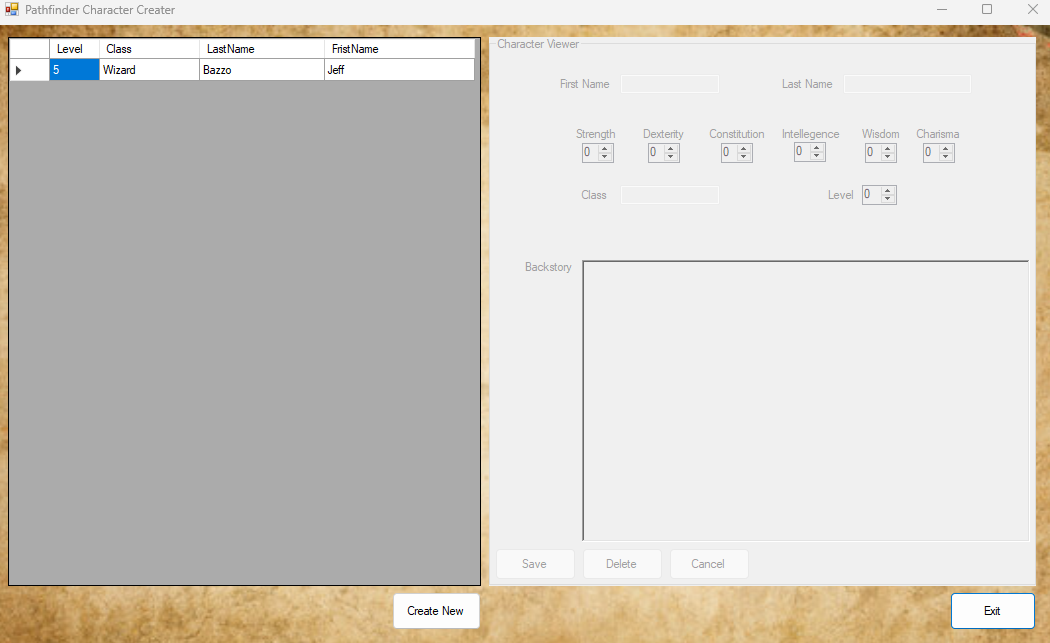 Pathfinder Character Creater
Level Class LastName FristName
5 Wizard Bazzo Jeff
Character Viewer
First Name Last Name
Strength Dexterity Constitution Intellegence Wisdom Charisma
0 0 0 0 0 0
Class Level 0
Backstory
Save Delete Cancel
Create New Exit